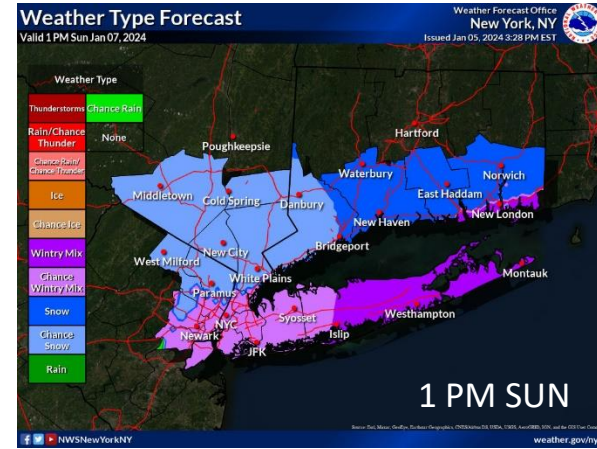 Weather Type Forecast
Valid 1 PM Sun Jan 07, 2024
Weather Forecast Office
New York, NY
Issued Jan 05, 2024 3:28 PM EST
Weather Type
Thunderstorms
Chance Rain
Rain/Chance
Thunder
None
Chance Rain/
Chance Thunder
Ice
Chance Ice
Wintry Mix
Chance
Wintry Mix
Snow
Chance
Snow
Rain
Hartford
Poughkeepsie
Waterbury
Norwich
Middletown
Cold Spring
Danbury
East Haddam
New Haven
New London
Bridgeport
West Milford
New City
White Plains
Montauk
Paramus
NYC
Syosset
Westhampton
Newark
Islip
JFK
1 PM SUN
NWSNewYorkNY
weather.gov/ny